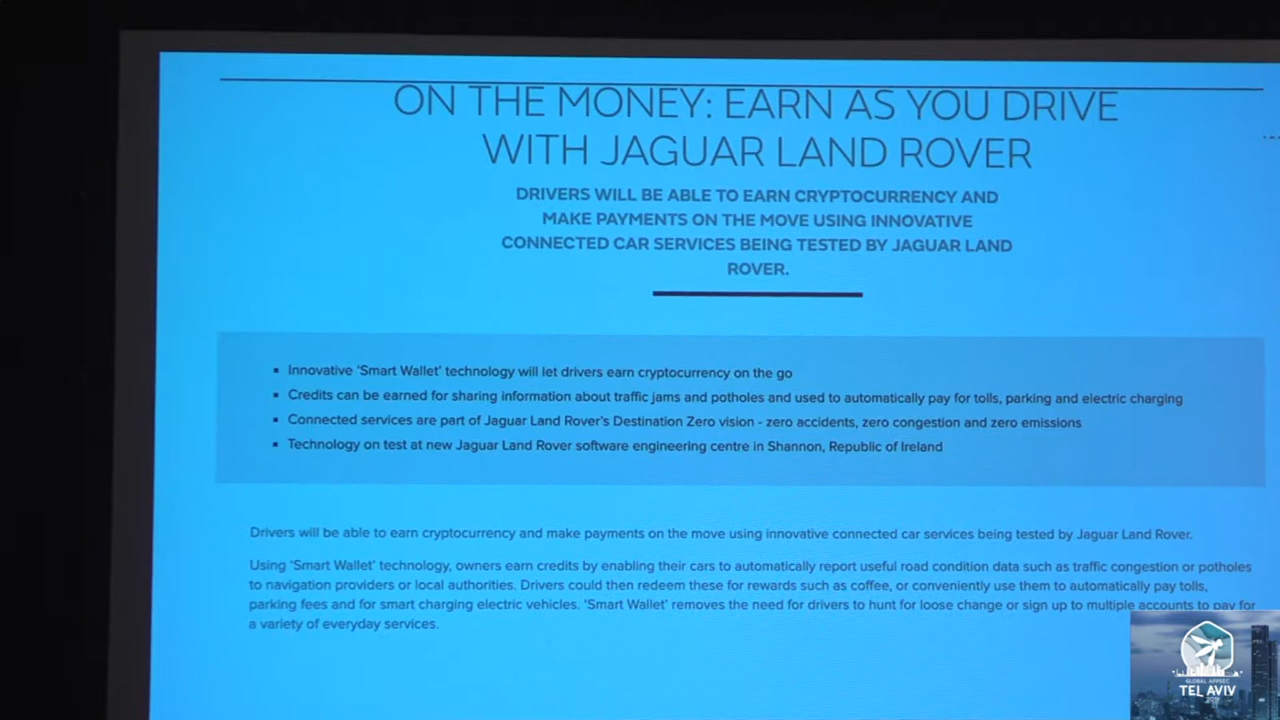 ON THE MONEY: EARN AS YOU DRIVE
WITH JAGUAR LAND ROVER
DRIVERS WILL BE ABLE TO EARN CRYPTOCURRENCY AND
MAKE PAYMENTS ON THE MOVE USING INNOVATIVE
CONNECTED CAR SERVICES BEING TESTED BY JAGUAR LAND
ROVER.
▪ Innovative ‘Smart Wallet’ technology will let drivers earn cryptocurrency on the go
▪ Credits can be earned for sharing information about traffic jams and potholes and used to automatically pay for tolls, parking and electric charging
▪ Connected services are part of Jaguar Land Rover’s Destination Zero vision - zero accidents, zero congestion and zero emissions
▪ Technology on test at new Jaguar Land Rover software engineering centre in Shannon, Republic of Ireland
Drivers will be able to earn cryptocurrency and make payments on the move using innovative connected car services being tested by Jaguar Land Rover.
Using ‘Smart Wallet’ technology, owners earn credits by enabling their cars to automatically report useful road condition data such as traffic congestion or potholes
to navigation providers or local authorities. Drivers could then redeem these for rewards such as coffee, or conveniently use them to automatically pay tolls,
parking fees and for smart charging electric vehicles. ‘Smart Wallet’ removes the need for drivers to hunt for loose change or sign up to multiple accounts to pay for
a variety of everyday services.
GLOBAL APPSEC
TEL AVIV